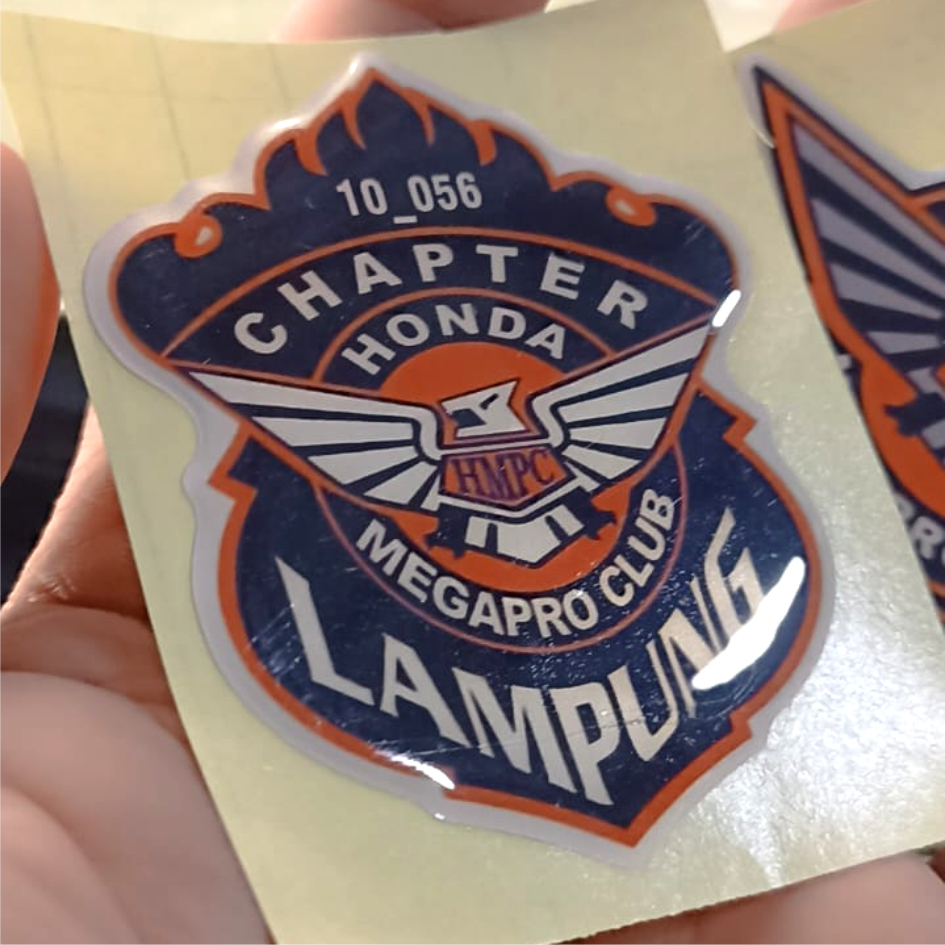 10_056
CHAPTER
HONDA
HMPC
MEGAPRO CLUB
LAMPUNG